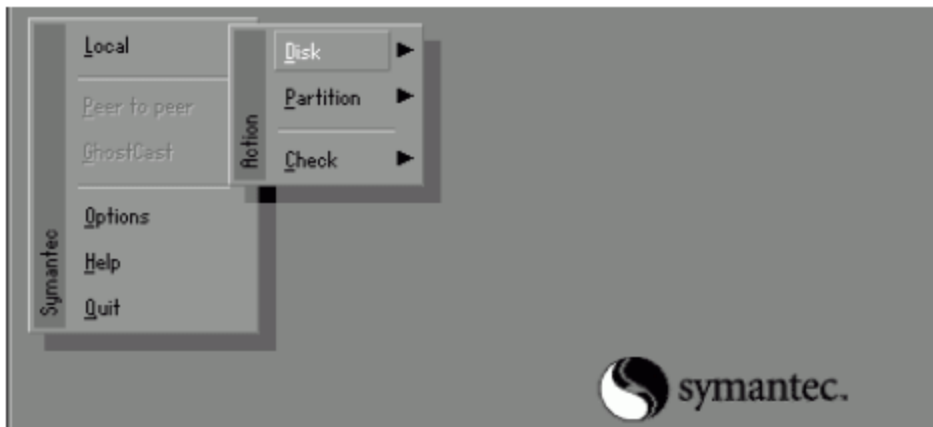 Local
Peer to peer
GhostCast
Options
Help
Quit
Symantec
Disk
Partition
Check
Action
symantec.